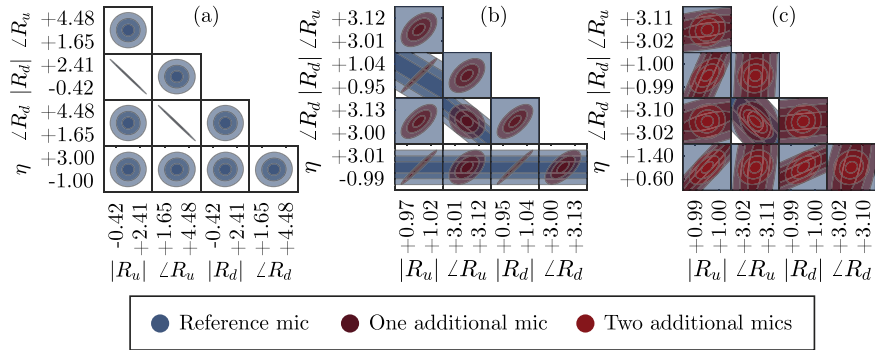 (a)
∠R_u
+4.48
+1.65
|R_d|
+2.41
-0.42
∠R_d
+4.48
+1.65
η
+3.00
-1.00
-0.42
+2.41
+1.65
+4.48
-0.42
+2.41
+1.65
+4.48
|R_u| ∠R_u |R_d| ∠R_d
(b)
∠R_u
+3.12
+3.01
|R_d|
+1.04
+0.95
∠R_d
+3.13
+3.00
η
+3.01
-0.99
+0.97
+1.02
+3.01
+3.12
+0.95
+1.04
+3.00
+3.13
|R_u| ∠R_u |R_d| ∠R_d
(c)
∠R_u
+3.11
+3.02
|R_d|
+1.00
+0.99
∠R_d
+3.10
+3.02
η
+1.40
+0.60
+0.99
+1.00
+3.02
+3.11
+0.99
+1.00
+3.02
+3.10
|R_u| ∠R_u |R_d| ∠R_d
Reference mic One additional mic Two additional mics